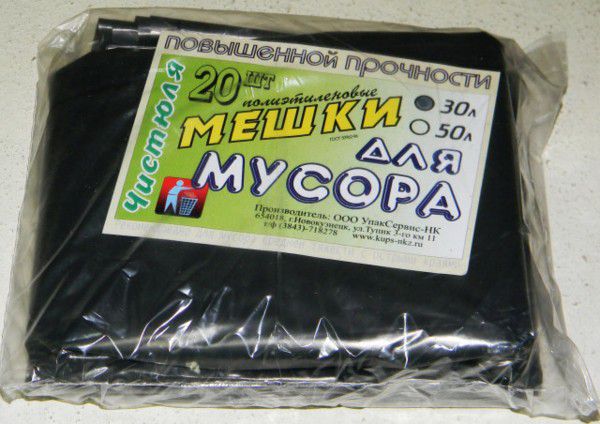 ПОВЫШЕННОЙ ПРОЧНОСТИ
Чистюля
20 шт
полиэтиленовые
30л
50л
МЕШКИ
ДЛЯ
МУСОРА
Производитель: ООО УпакСервис-НК
654018, г.Новокузнецк, ул.Тупик 3-го км 11
т/ф (3843)-718278 www.kups-nkz.ru